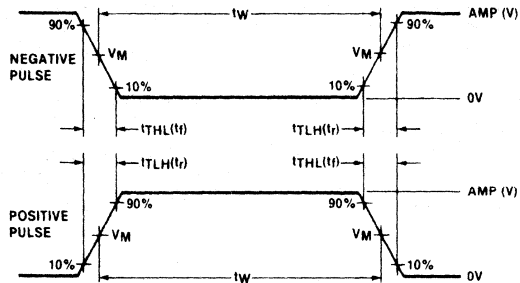 tW
AMP (V)
90%
90%
NEGATIVE
PULSE
VM
VM
10%
10%
0V
tTHL(tf)
tTLH(tr)
tTLH(tr)
tTHL(tf)
AMP (V)
90%
90%
POSITIVE
PULSE
VM
VM
10%
10%
tW
0V